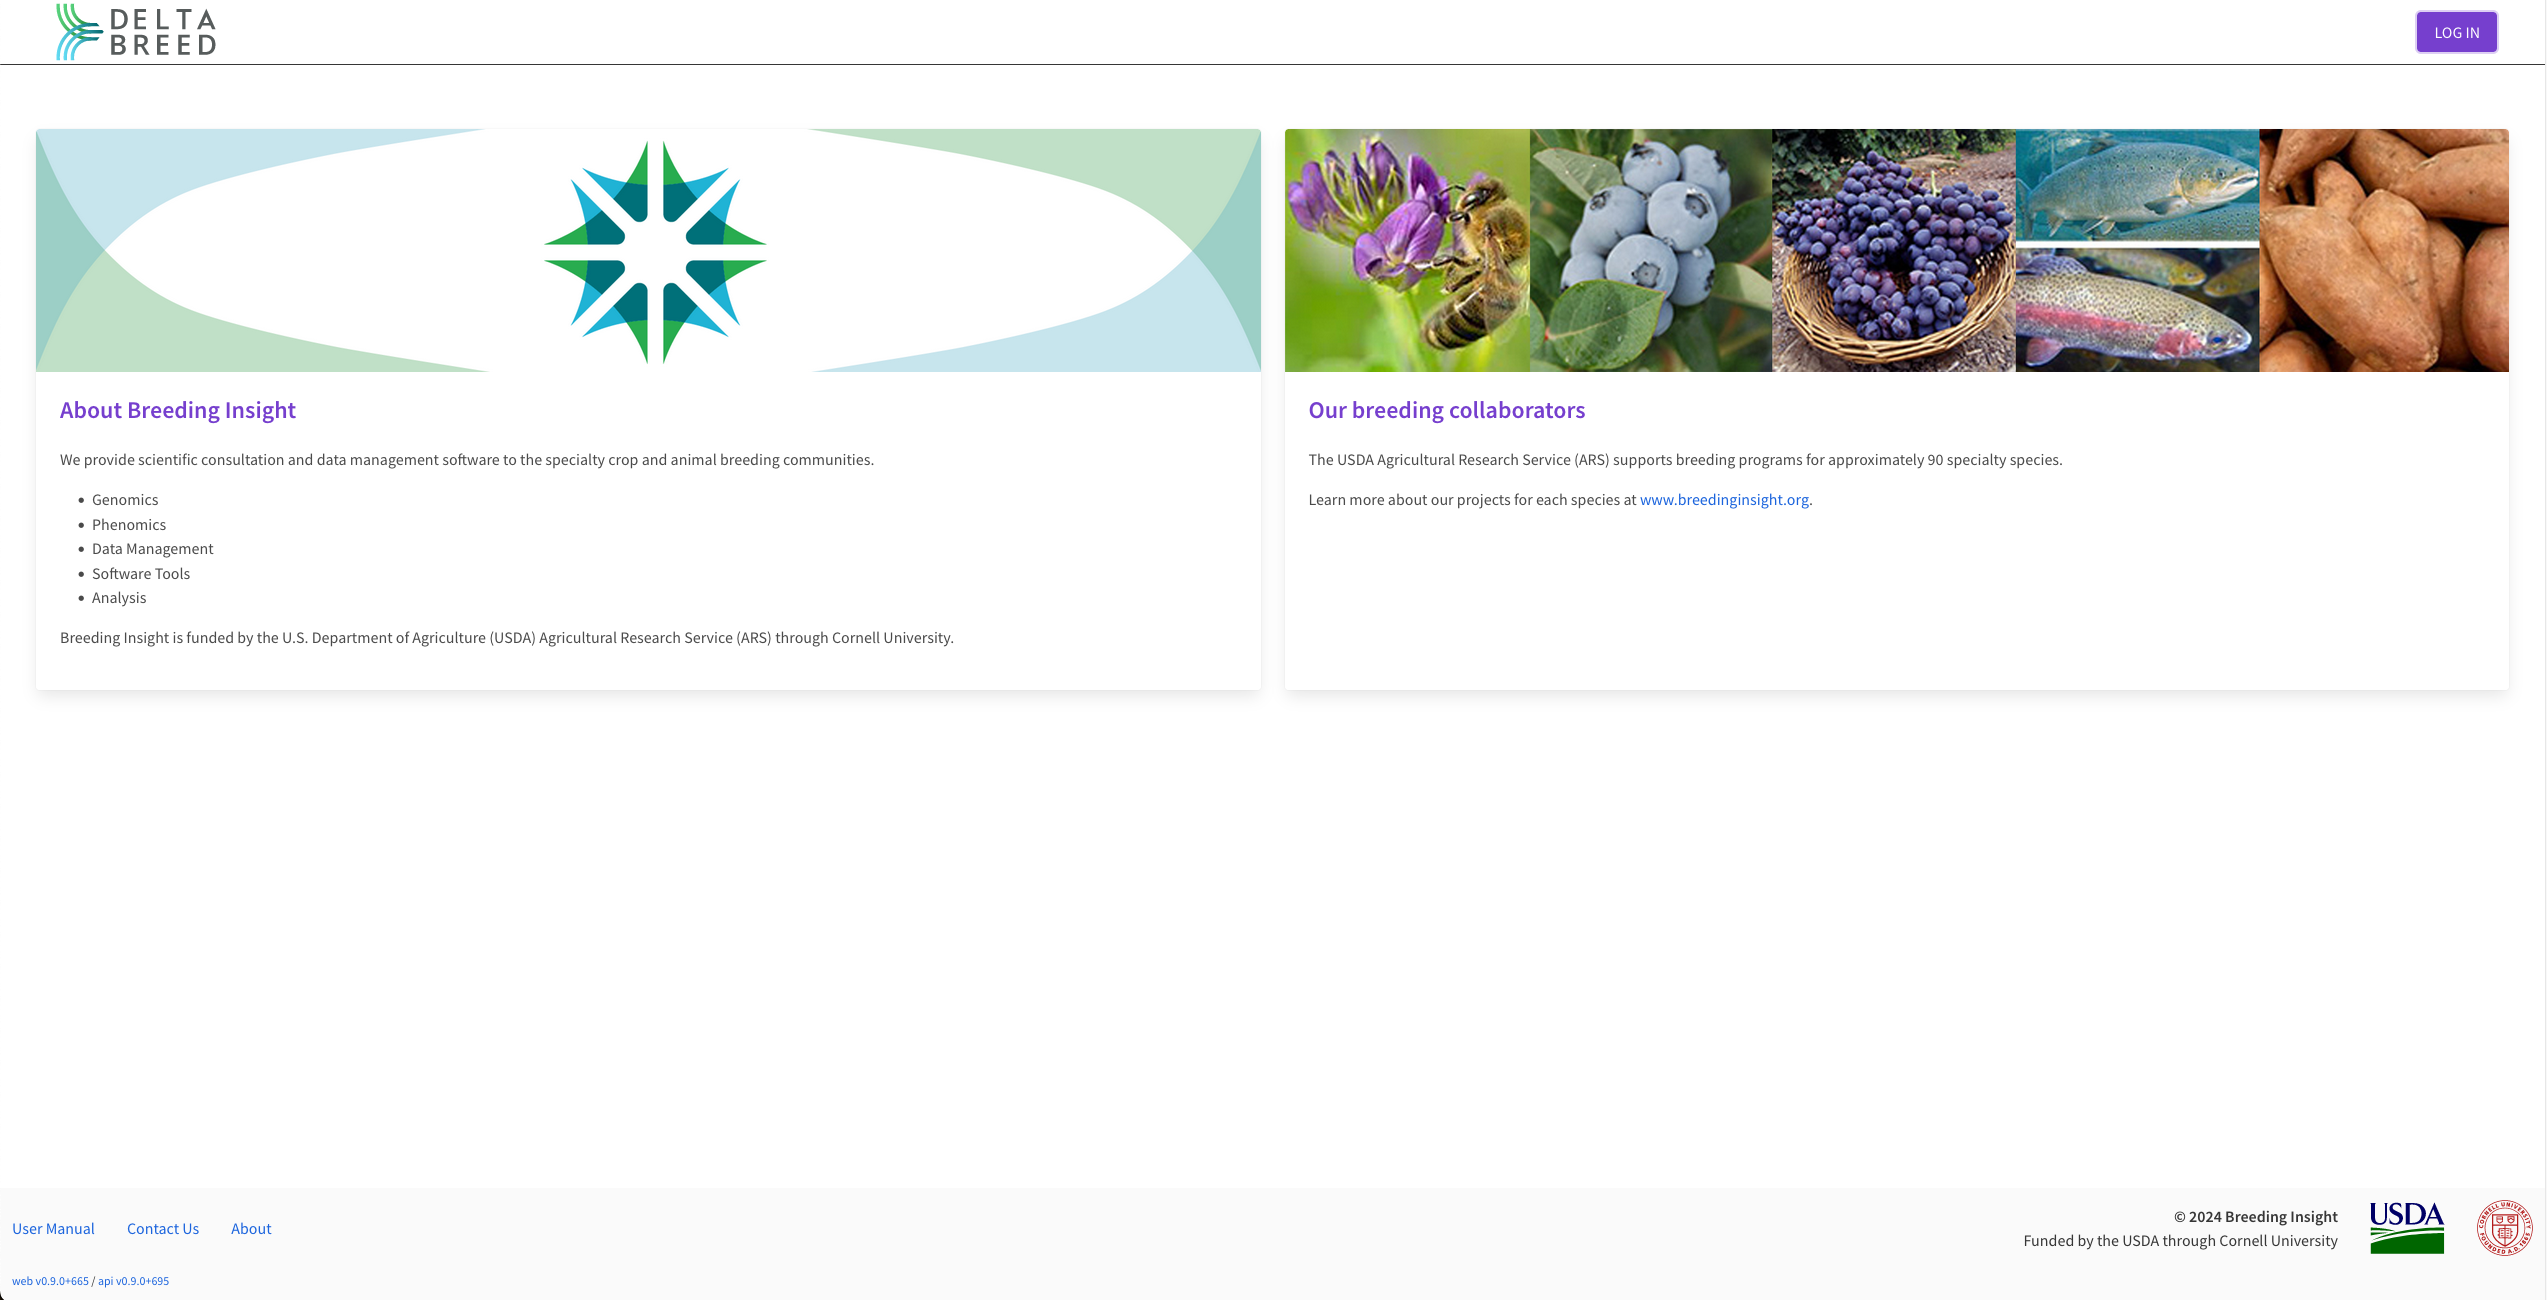 DELTA
BREED
LOG IN
About Breeding Insight
We provide scientific consultation and data management software to the specialty crop and animal breeding communities.
• Genomics
• Phenomics
• Data Management
• Software Tools
• Analysis
Breeding Insight is funded by the U.S. Department of Agriculture (USDA) Agricultural Research Service (ARS) through Cornell University.
Our breeding collaborators
The USDA Agricultural Research Service (ARS) supports breeding programs for approximately 90 specialty species.
Learn more about our projects for each species at www.breedinginsight.org.
User Manual Contact Us About
© 2024 Breeding Insight
Funded by the USDA through Cornell University
USDA
CORNELL UNIVERSITY
FOUNDED A.D. 1865
web v0.9.0+665 / api v0.9.0+695